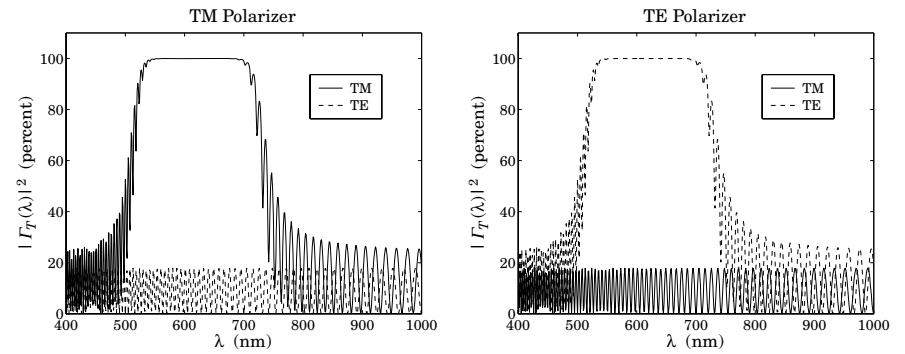 TM Polarizer
| Γ_T(λ)| ² (percent)
100
80
60
40
20
0
400 500 600 700 800 900 1000
λ (nm)
TM
TE
TE Polarizer
| Γ_T(λ)| ² (percent)
100
80
60
40
20
0
400 500 600 700 800 900 1000
λ (nm)
TM
TE